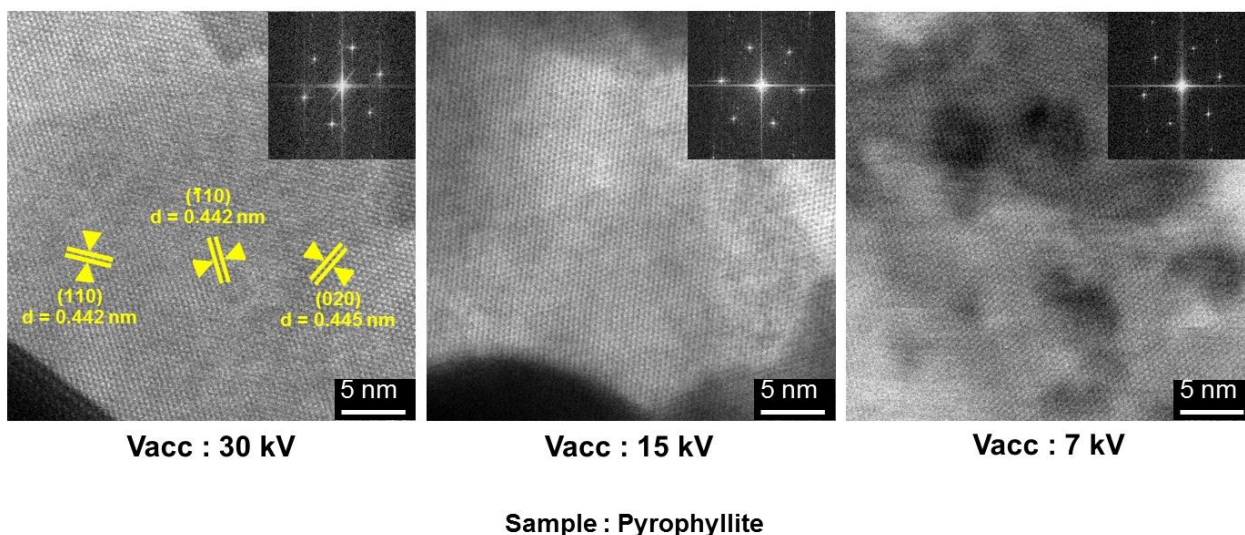 (1̄10)
d = 0.442 nm
(110)
d = 0.442 nm
(020)
d = 0.445 nm
5 nm
5 nm
5 nm
Vacc : 30 kV
Vacc : 15 kV
Vacc : 7 kV
Sample : Pyrophyllite